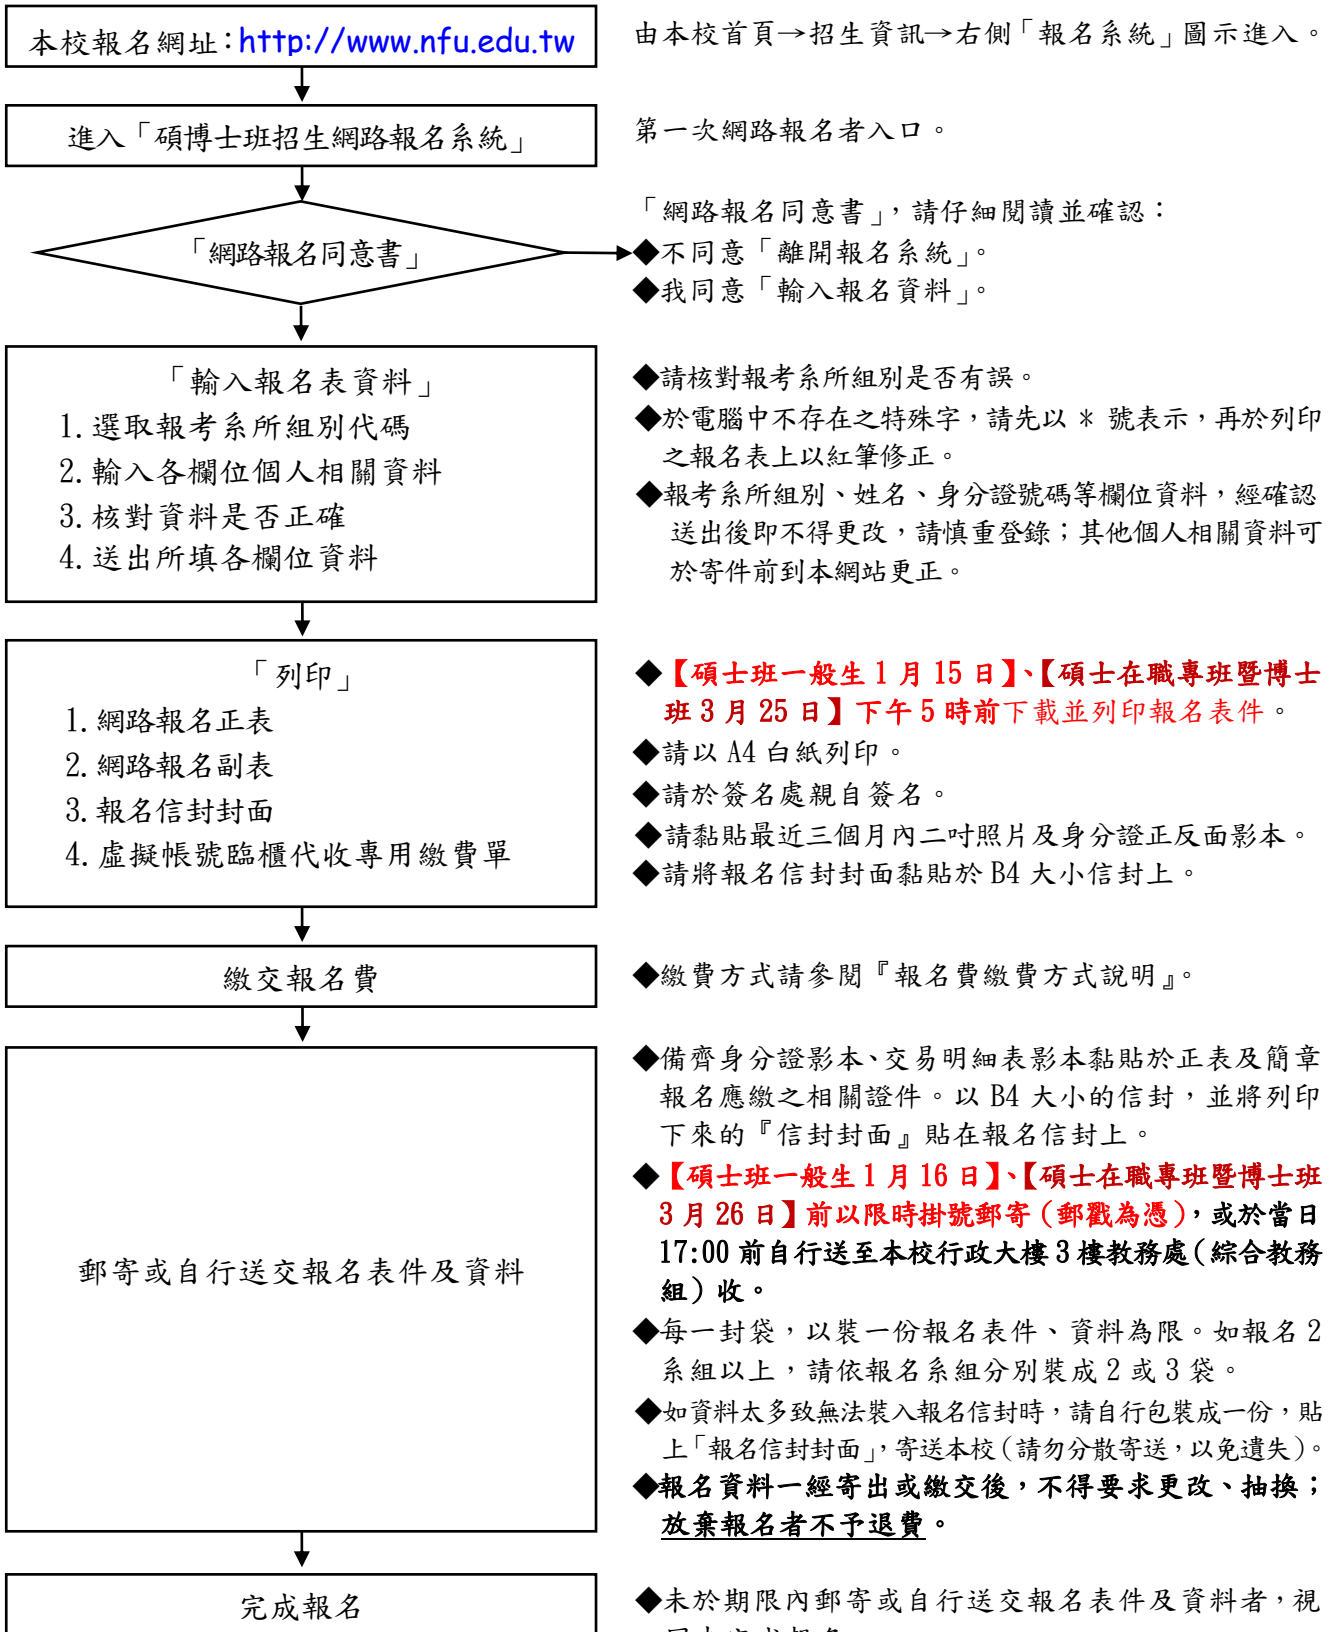 本校報名網址：http://www.nfu.edu.tw
由本校首頁→招生資訊→右側「報名系統」圖示進入。
進入「碩博士班招生網路報名系統」
第一次網路報名者入口。
「網路報名同意書」
「網路報名同意書」，請仔細閱讀並確認：
◆不同意「離開報名系統」。
◆我同意「輸入報名資料」。
「輸入報名表資料」
1.選取報考系所組別代碼
2.輸入各欄位個人相關資料
3.核對資料是否正確
4.送出所填各欄位資料
◆請核對報考系所組別是否有誤。
◆於電腦中不存在之特殊字，請先以 * 號表示，再於列印
之報名表上以紅筆修正。
◆報考系所組別、姓名、身分證號碼等欄位資料，經確認
送出後即不得更改，請慎重登錄；其他個人相關資料可
於寄件前到本網站更正。
「列印」
1.網路報名正表
2.網路報名副表
3.報名信封封面
4.虛擬帳號臨櫃代收專用繳費單
◆【碩士班一般生 1 月 15 日】、【碩士在職專班暨博士
班 3 月 25 日】下午 5 時前下載並列印報名表件。
◆請以 A4 白紙列印。
◆請於簽名處親自簽名。
◆請黏貼最近三個月內二吋照片及身分證正反面影本。
◆請將報名信封封面黏貼於 B4 大小信封上。
繳交報名費
◆繳費方式請參閱『報名費繳費方式說明』。
郵寄或自行送交報名表件及資料
◆備齊身分證影本、交易明細表影本黏貼於正表及簡章
報名應繳之相關證件。以 B4 大小的信封，並將列印
下來的『信封封面』貼在報名信封上。
◆【碩士班一般生 1 月 16 日】、【碩士在職專班暨博士班
3 月 26 日】前以限時掛號郵寄（郵戳為憑），或於當日
17:00 前自行送至本校行政大樓 3 樓教務處（綜合教務
組）收。
◆每一封袋，以裝一份報名表件、資料為限。如報名 2
系組以上，請依報名系組分別裝成 2 或 3 袋。
◆如資料太多致無法裝入報名信封時，請自行包裝成一份，貼
上「報名信封封面」，寄送本校（請勿分散寄送，以免遺失）。
◆報名資料一經寄出或繳交後，不得要求更改、抽換；
放棄報名者不予退費。
完成報名
◆未於期限內郵寄或自行送交報名表件及資料者，視